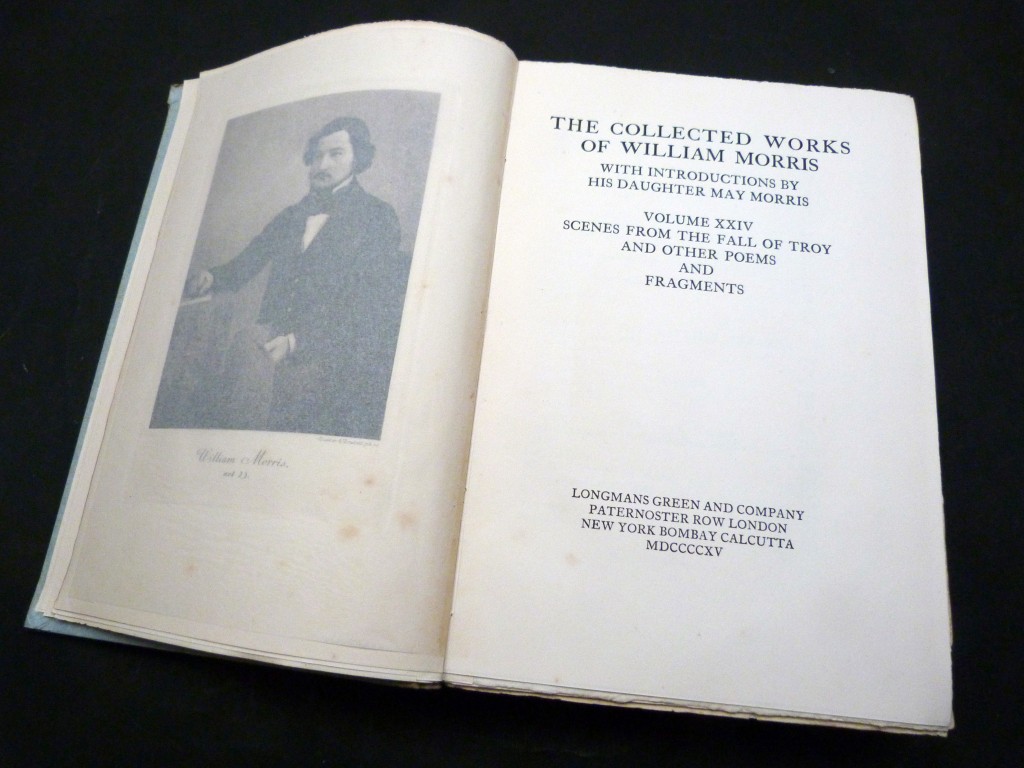 William Morris.
aet 23.
THE COLLECTED WORKS
OF WILLIAM MORRIS
WITH INTRODUCTIONS BY
HIS DAUGHTER MAY MORRIS
VOLUME XXIV
SCENES FROM THE FALL OF TROY
AND OTHER POEMS
AND
FRAGMENTS
LONGMANS GREEN AND COMPANY
PATERNOSTER ROW LONDON
NEW YORK BOMBAY CALCUTTA
MDCCCCXV